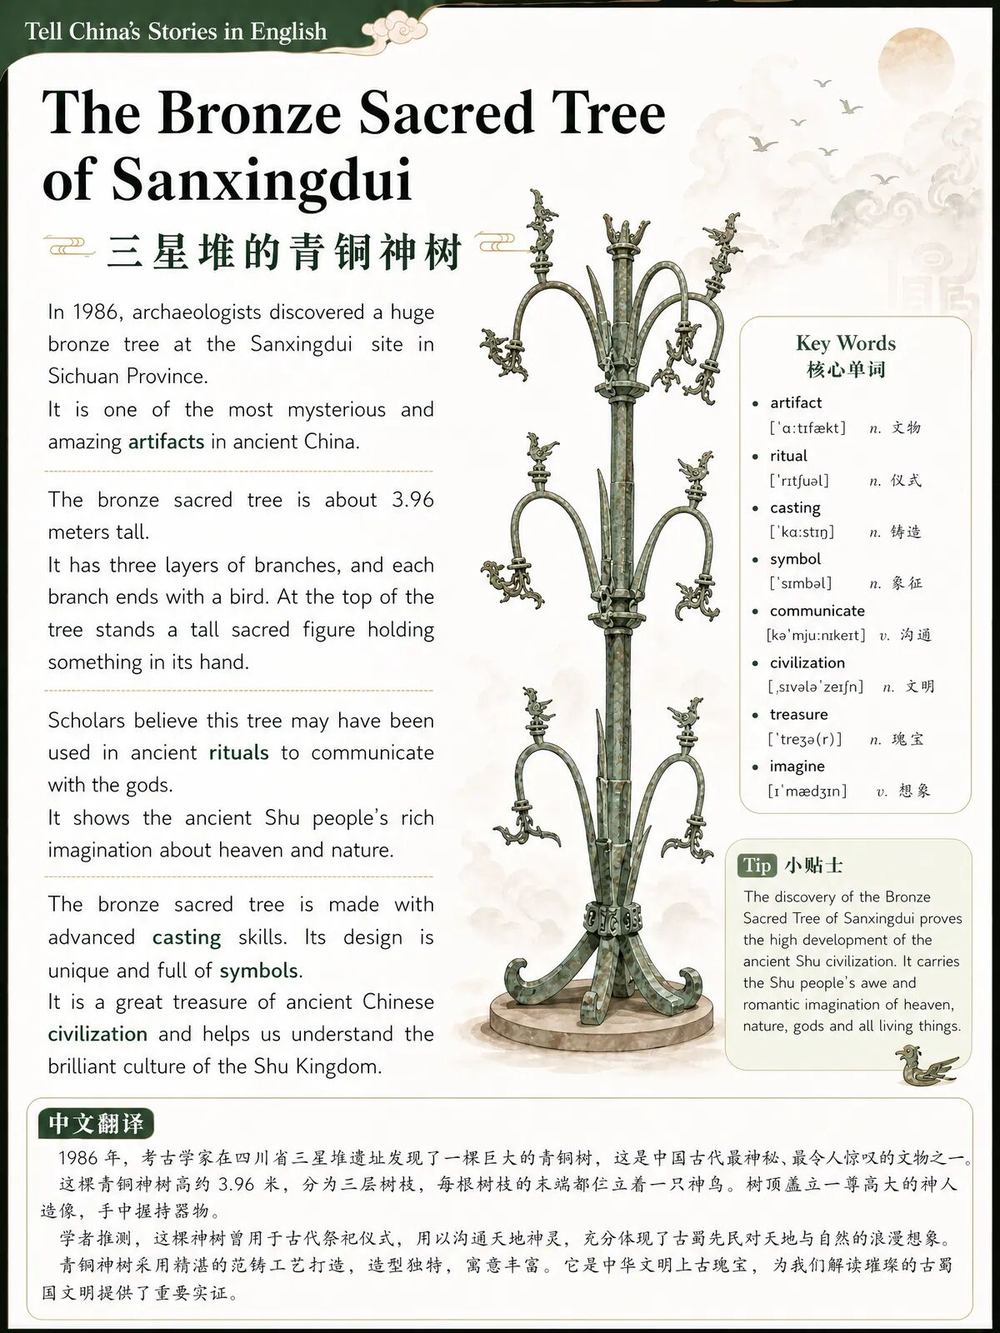 Tell China's Stories in English
The Bronze Sacred Tree
of Sanxingdui
三星堆的青铜神树
In 1986, archaeologists discovered a huge
bronze tree at the Sanxingdui site in
Sichuan Province.
It is one of the most mysterious and
amazing artifacts in ancient China.
The bronze sacred tree is about 3.96
meters tall.
It has three layers of branches, and each
branch ends with a bird. At the top of the
tree stands a tall sacred figure holding
something in its hand.
Scholars believe this tree may have been
used in ancient rituals to communicate
with the gods.
It shows the ancient Shu people's rich
imagination about heaven and nature.
The bronze sacred tree is made with
advanced casting skills. Its design is
unique and full of symbols.
It is a great treasure of ancient Chinese
civilization and helps us understand the
brilliant culture of the Shu Kingdom.
Key Words
核心单词
• artifact
[ˈɑːtɪfækt] n. 文物
• ritual
[ˈrɪtʃuəl] n. 仪式
• casting
[ˈkɑːstɪŋ] n. 铸造
• symbol
[ˈsɪmbəl] n. 象征
• communicate
[kəˈmjuːnɪkeɪt] v. 沟通
• civilization
[ˌsɪvələˈzeɪʃn] n. 文明
• treasure
[ˈtreʒə(r)] n. 瑰宝
• imagine
[ɪˈmædʒɪn] v. 想象
Tip 小贴士
The discovery of the Bronze
Sacred Tree of Sanxingdui proves
the high development of the
ancient Shu civilization. It carries
the Shu people's awe and
romantic imagination of heaven,
nature, gods and all living things.
中文翻译
1986 年，考古学家在四川省三星堆遗址发现了一棵巨大的青铜树，这是中国古代最神秘、最令人惊叹的文物之一。
这棵青铜神树高约 3.96 米，分为三层树枝，每根树枝的末端都伫立着一只神鸟。树顶矗立一尊高大的神人
造像，手中握持器物。
学者推测，这棵神树曾用于古代祭祀仪式，用以沟通天地神灵，充分体现了古蜀先民对天地与自然的浪漫想象。
青铜神树采用精湛的范铸工艺打造，造型独特，寓意丰富。它是中华文明上古瑰宝，为我们解读璀璨的古蜀
国文明提供了重要实证。